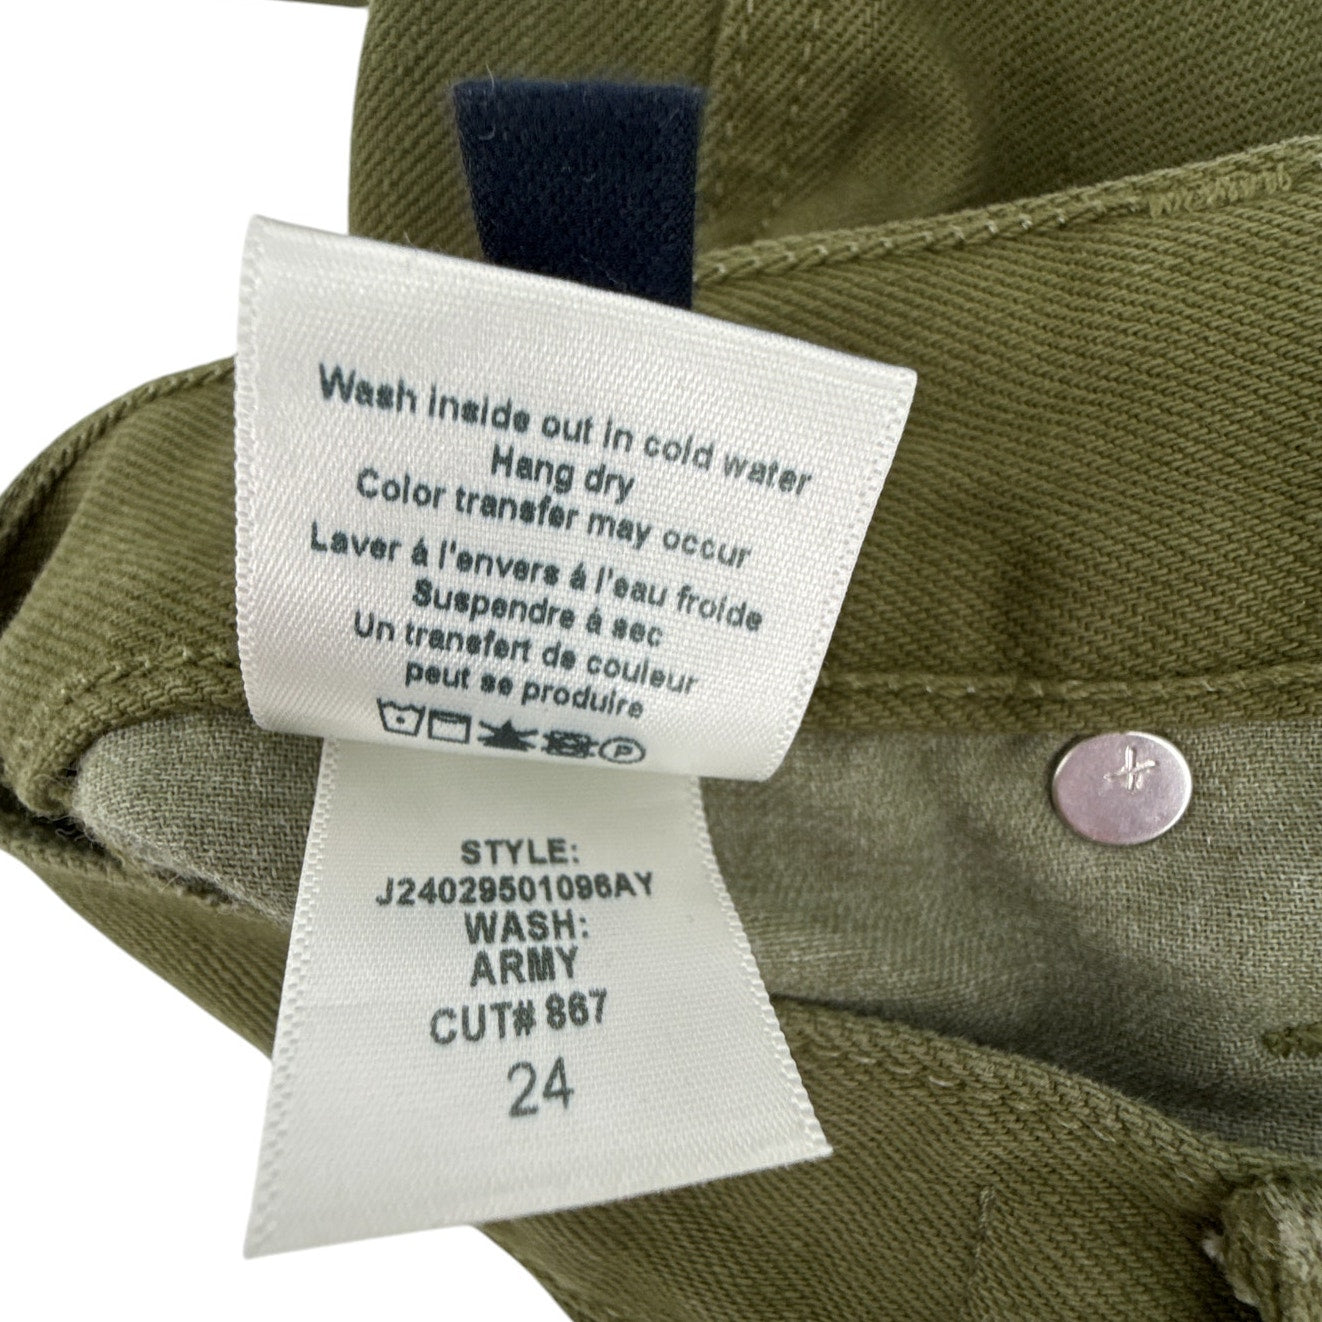 Wash inside out in cold water
Hang dry
Color transfer may occur
Laver á l'envers á l'eau froide
Suspendre à sec
Un transfert de couleur
peut se produire
P
STYLE:
J24029501096AY
WASH:
ARMY
CUT# 867
24